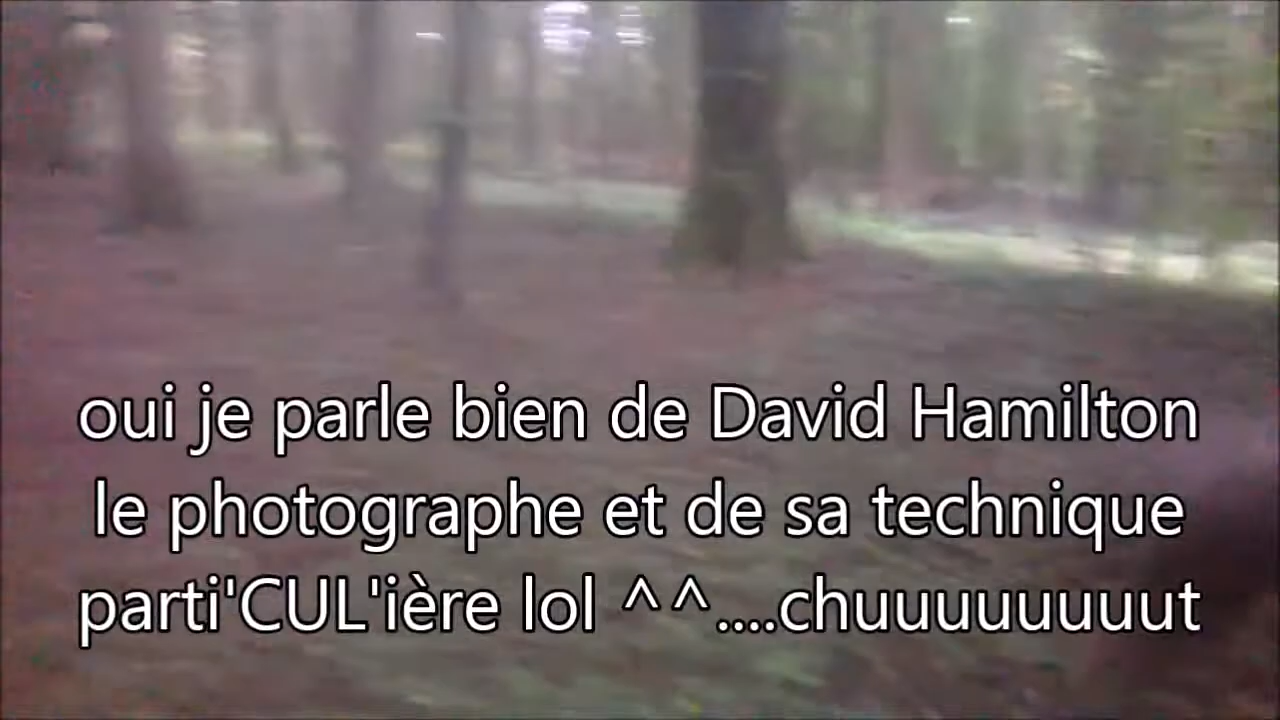 oui je parle bien de David Hamilton
le photographe et de sa technique
parti'CUL'ière lol ^^....chuuuuuuuut